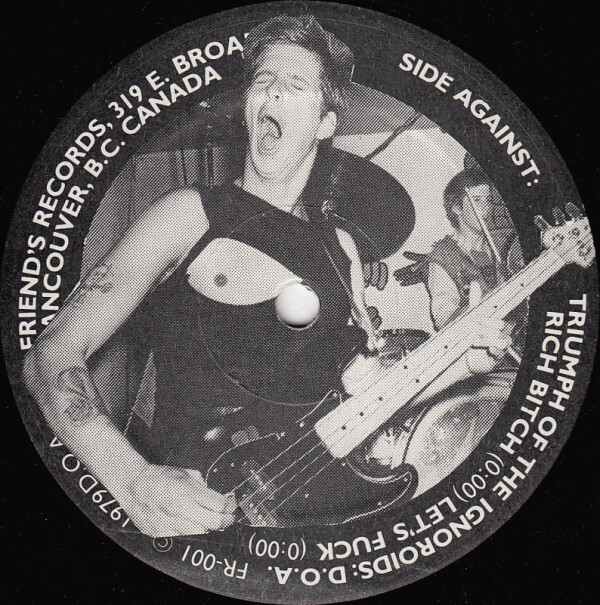 FRIEND'S RECORDS, 319 E. BROA
ANCOUVER, B.C. CANADA
SIDE AGAINST:
TRIUMPH OF THE IGNOROIDS: D.O.A. FR-001 © 1979 D.O.A
RICH BITCH (0:00) LET'S FUCK (0:00)